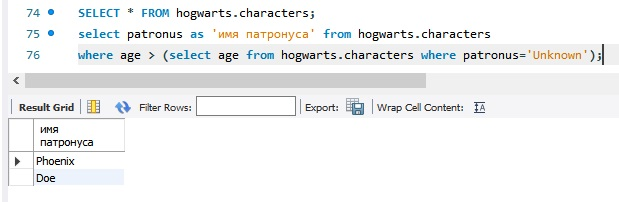 74 SELECT * FROM hogwarts.characters;
75 select patronus as 'имя патронуса' from hogwarts.characters
76 where age > (select age from hogwarts.characters where patronus='Unknown');
Result Grid Filter Rows: Export: Wrap Cell Content: IA
имя
патронуса
Phoenix
Doe